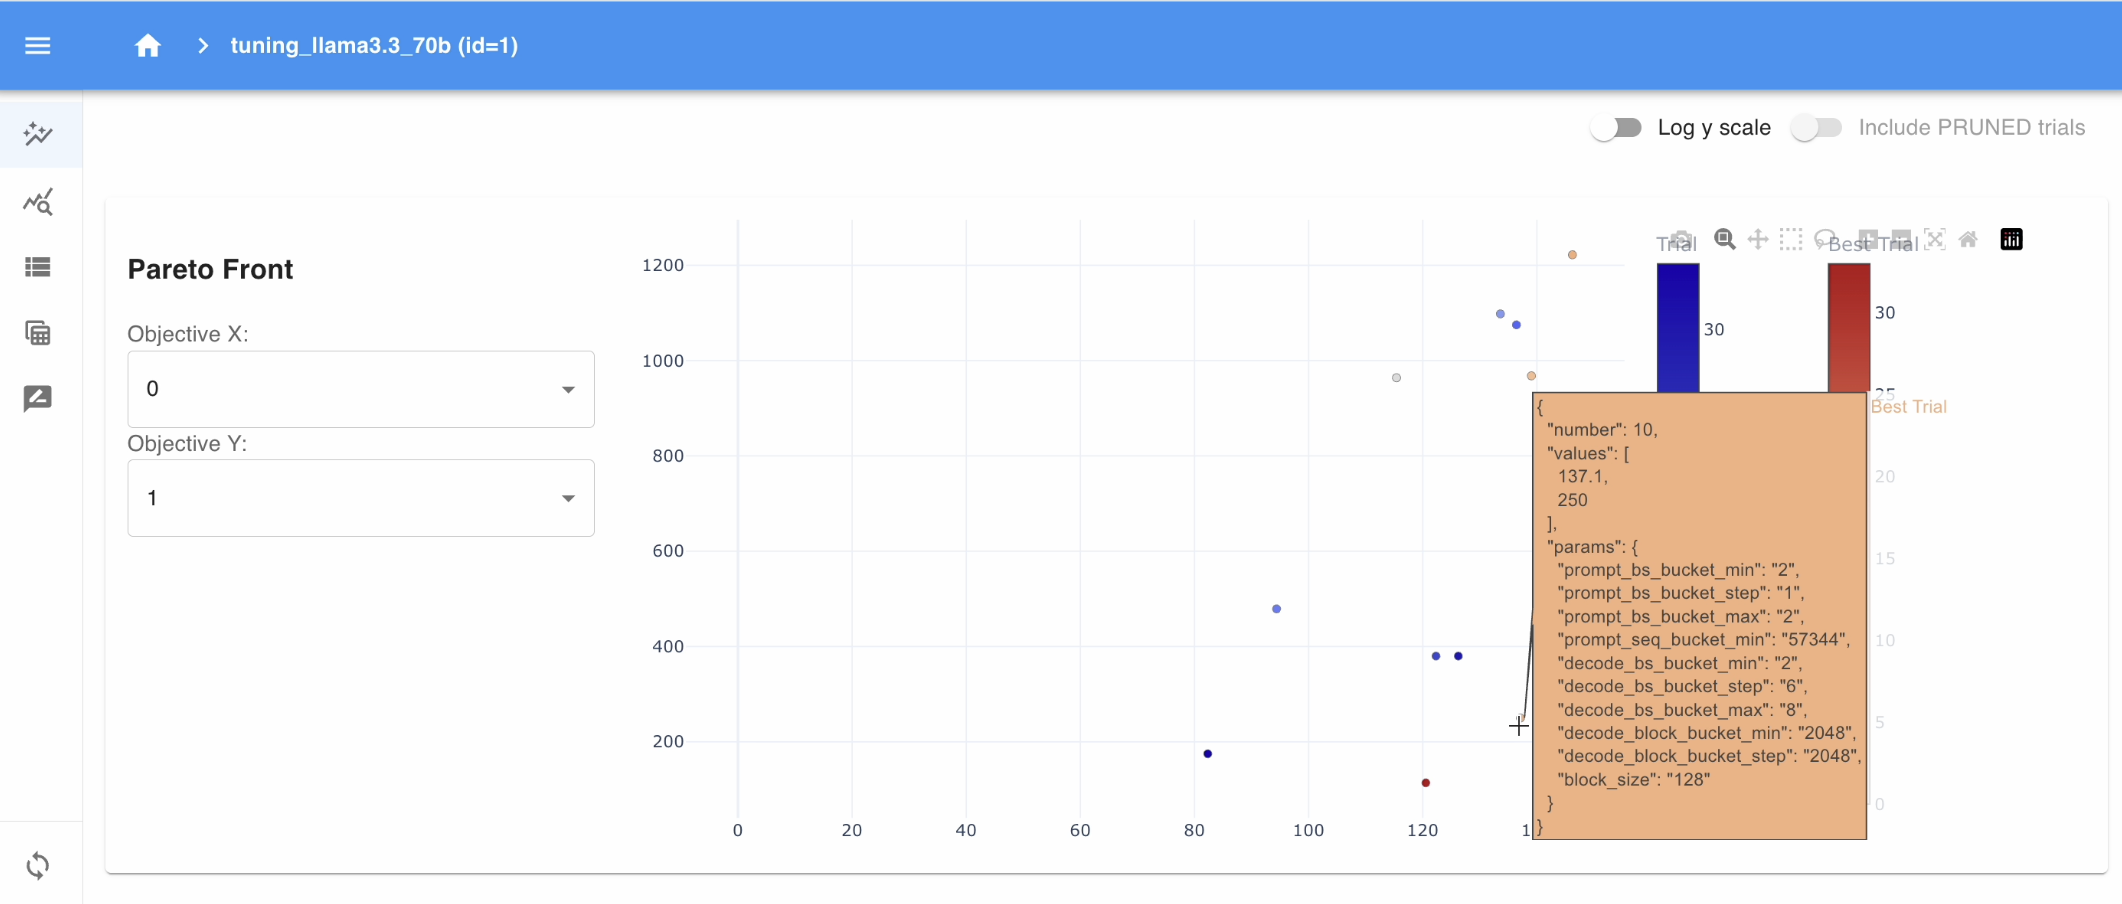 tuning_llama3.3_70b (id=1)
Log y scale
Include PRUNED trials
Pareto Front
Objective X:
0
Objective Y:
1
1200
1000
800
600
400
200
0
20
40
60
80
100
120
1
Trial
30
Best Trial
30
25
20
15
10
5
0
Best Trial
{
"number": 10,
"values": [
137.1,
250
],
"params": {
"prompt_bs_bucket_min": "2",
"prompt_bs_bucket_step": "1",
"prompt_bs_bucket_max": "2",
"prompt_seq_bucket_min": "57344",
"decode_bs_bucket_min": "2",
"decode_bs_bucket_step": "6",
"decode_bs_bucket_max": "8",
"decode_block_bucket_min": "2048",
"decode_block_bucket_step": "2048",
"block_size": "128"
}
}